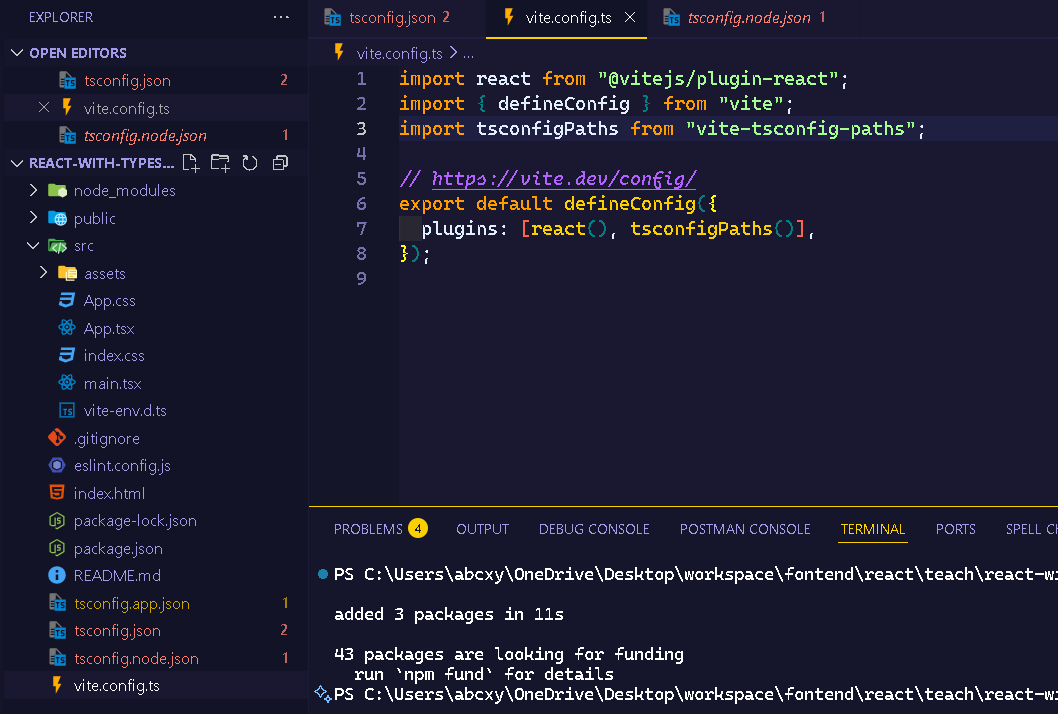 EXPLORER ...
OPEN EDITORS
tsconfig.json 2
vite.config.ts
tsconfig.node.json 1
REACT-WITH-TYPES...
node_modules
public
src
assets
App.css
App.tsx
index.css
main.tsx
TS vite-env.d.ts
.gitignore
eslint.config.js
index.html
package-lock.json
package.json
README.md
tsconfig.app.json 1
tsconfig.json 2
tsconfig.node.json 1
vite.config.ts
tsconfig.json 2 vite.config.ts tsconfig.node.json 1
vite.config.ts > ...
1 import react from "@vitejs/plugin-react";
2 import { defineConfig } from "vite";
3 import tsconfigPaths from "vite-tsconfig-paths";
4
5 // https://vite.dev/config/
6 export default defineConfig({
7 plugins: [react(), tsconfigPaths()],
8 });
9
PROBLEMS 4 OUTPUT DEBUG CONSOLE POSTMAN CONSOLE TERMINAL PORTS SPELL CH
PS C:\Users\abcxy\OneDrive\Desktop\workspace\fontend\react\teach\react-wi
added 3 packages in 11s
43 packages are looking for funding
run `npm fund` for details
PS C:\Users\abcxy\OneDrive\Desktop\workspace\fontend\react\teach\react-wi